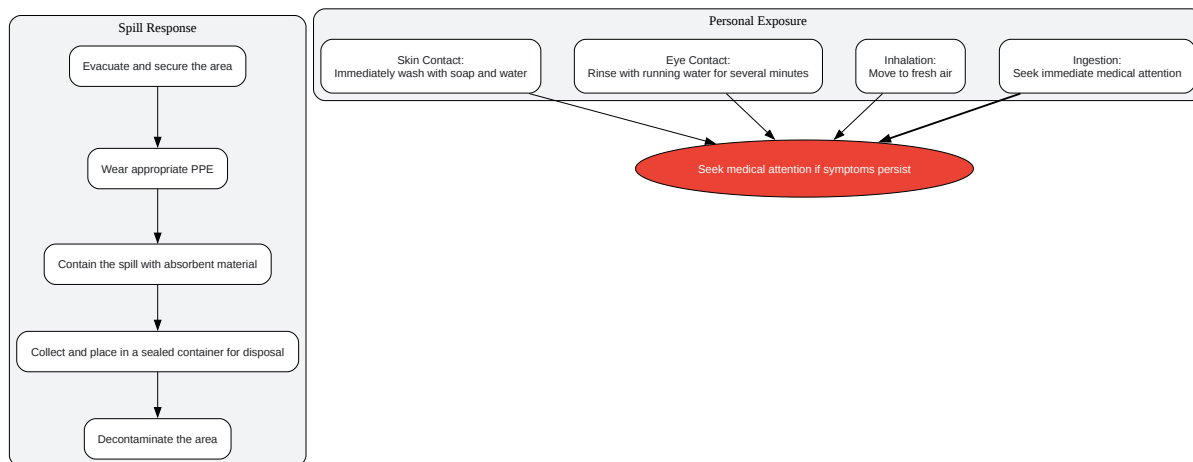 Spill Response
Evacuate and secure the area
Wear appropriate PPE
Contain the spill with absorbent material
Collect and place in a sealed container for disposal
Decontaminate the area
Personal Exposure
Skin Contact:
Immediately wash with soap and water
Eye Contact:
Rinse with running water for several minutes
Inhalation:
Move to fresh air
Ingestion:
Seek immediate medical attention
Seek medical attention if symptoms persist